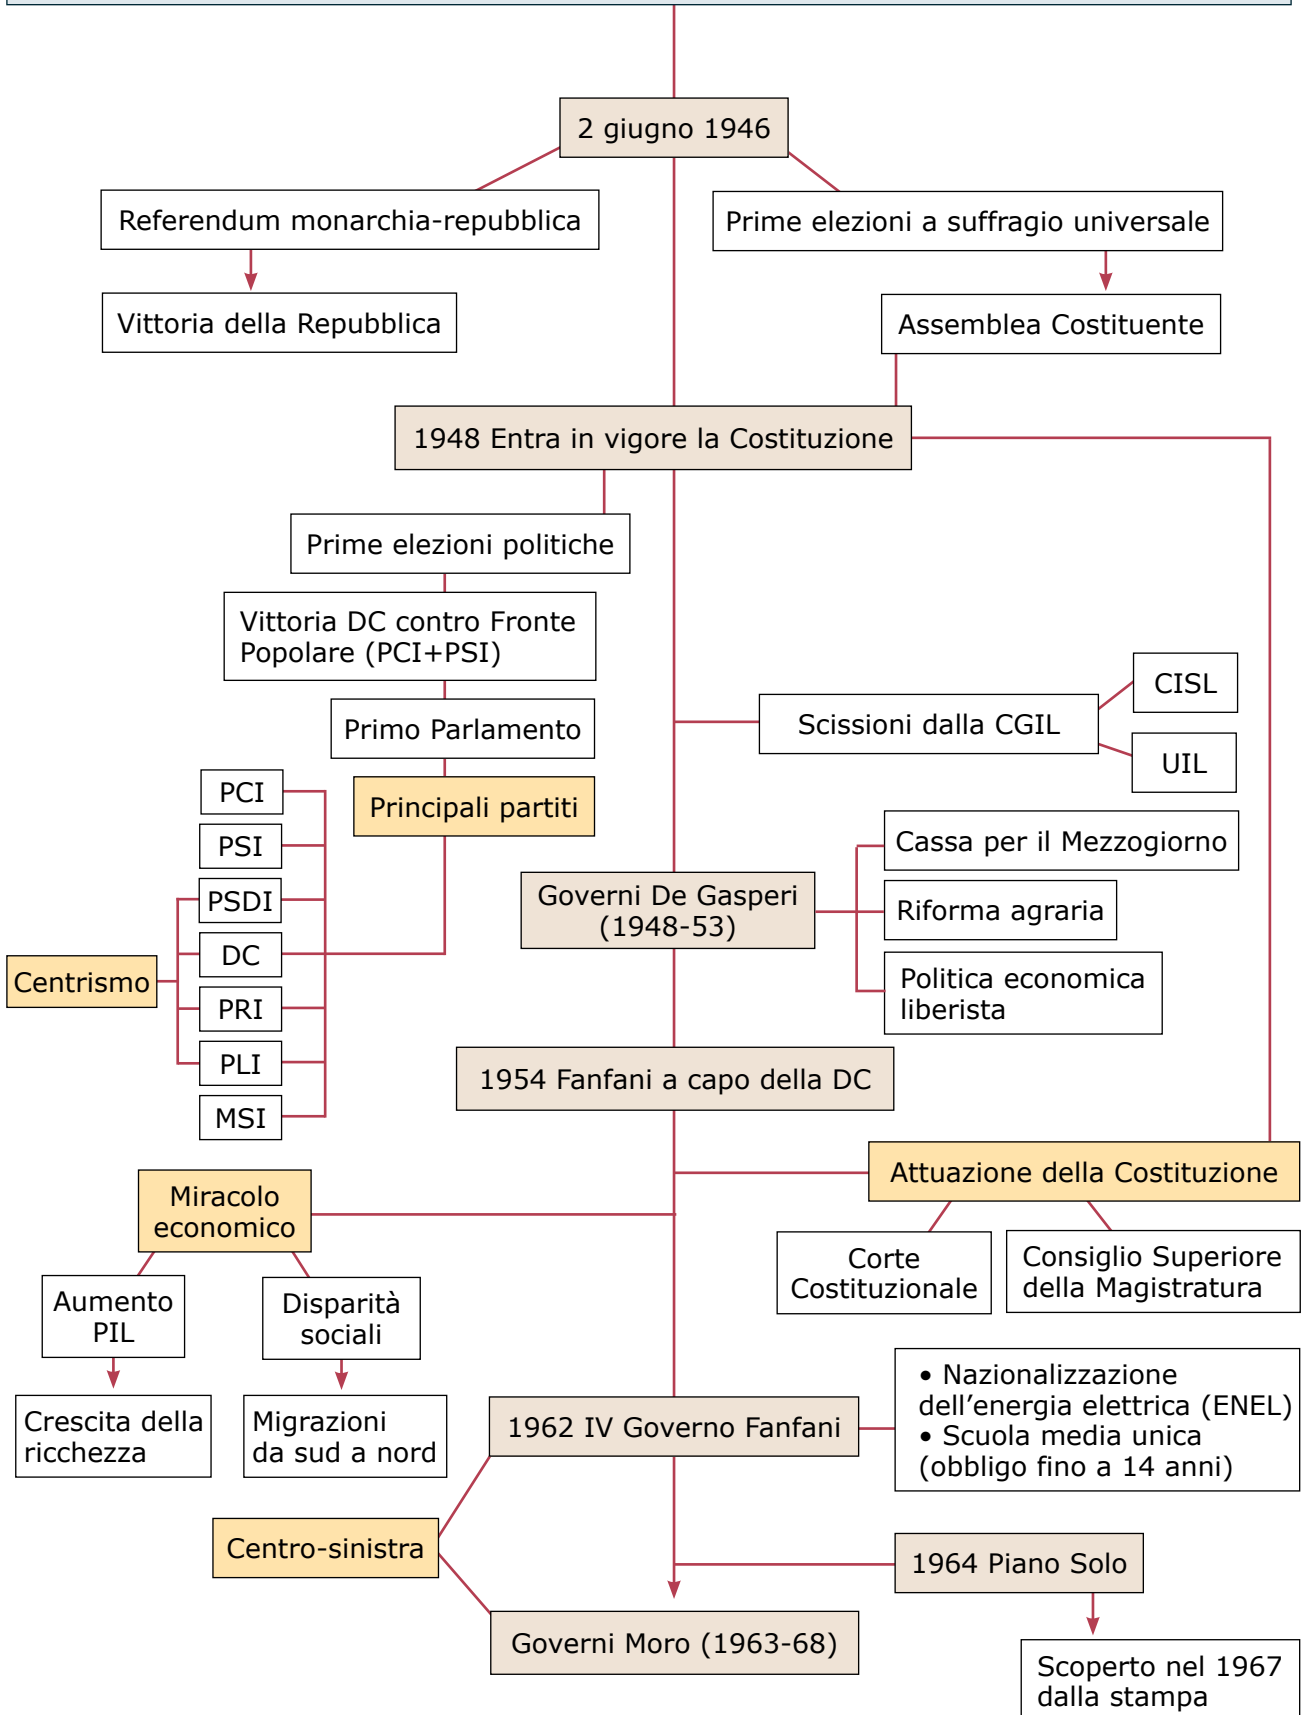 2 giugno 1946
Referendum monarchia-repubblica
Prime elezioni a suffragio universale
Vittoria della Repubblica
Assemblea Costituente
1948 Entra in vigore la Costituzione
Prime elezioni politiche
Vittoria DC contro Fronte
Popolare (PCI+PSI)
Primo Parlamento
Principali partiti
Scissioni dalla CGIL
CISL
UIL
PCI
PSI
PSDI
DC
PRI
PLI
MSI
Centrismo
Governi De Gasperi
(1948-53)
Cassa per il Mezzogiorno
Riforma agraria
Politica economica
liberista
1954 Fanfani a capo della DC
Attuazione della Costituzione
Corte
Costituzionale
Consiglio Superiore
della Magistratura
Miracolo
economico
Aumento
PIL
Disparità
sociali
Crescita della
ricchezza
Migrazioni
da sud a nord
1962 IV Governo Fanfani
• Nazionalizzazione
dell’energia elettrica (ENEL)
• Scuola media unica
(obbligo fino a 14 anni)
Centro-sinistra
1964 Piano Solo
Governi Moro (1963-68)
Scoperto nel 1967
dalla stampa